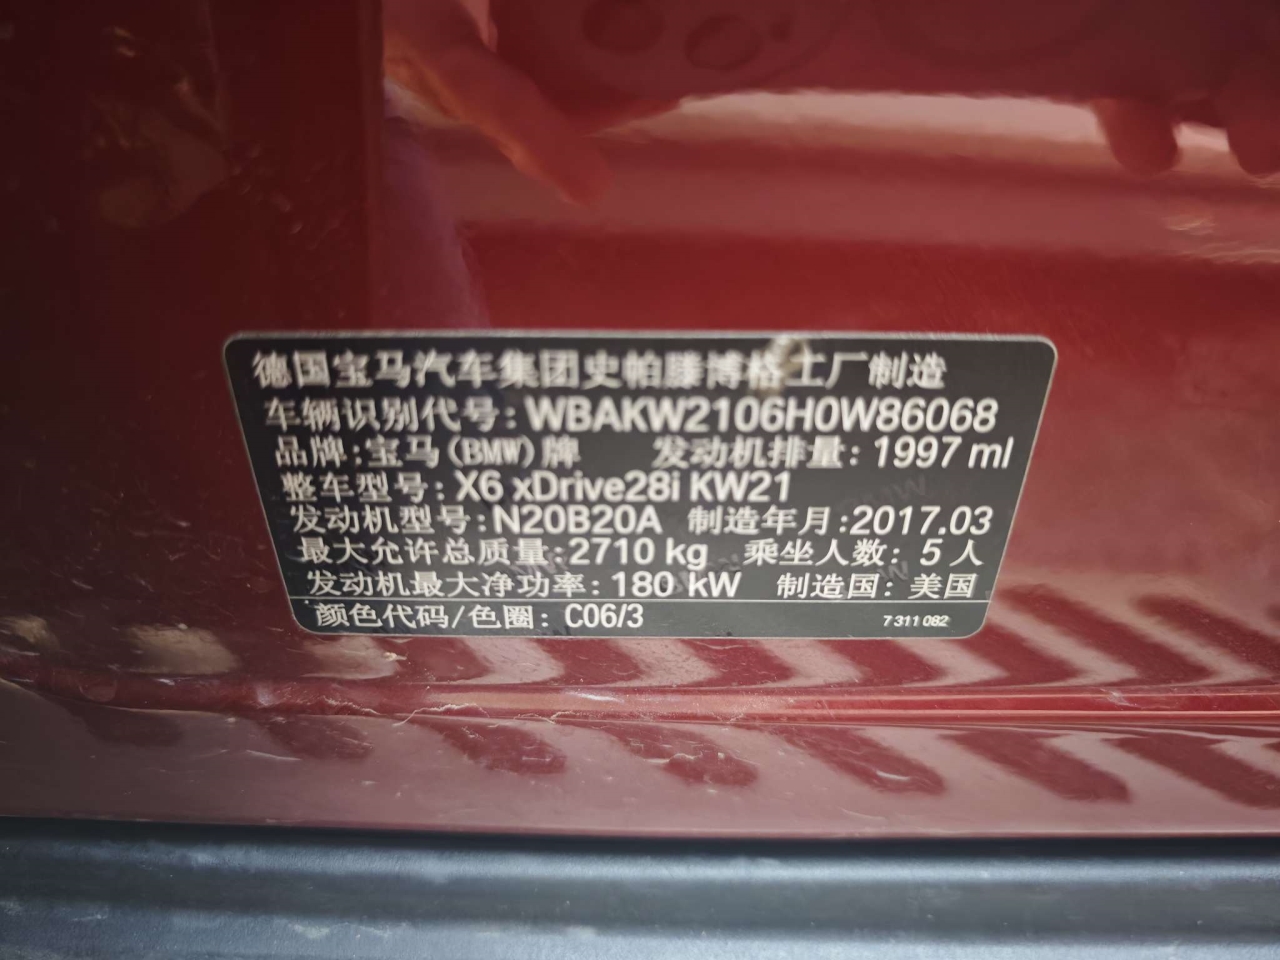 德国宝马汽车集团史帕滕博格工厂制造
车辆识别代号: WBAKW2106H0W86068
品牌:宝马(BMW)牌 发动机排量: 1997 ml
整车型号: X6 xDrive28i KW21
发动机型号:N20B20A 制造年月:2017.03
最大允许总质量:2710 kg 乘坐人数: 5 人
发动机最大净功率: 180 kW 制造国: 美国
颜色代码/色圈: C06/3 7 311 082